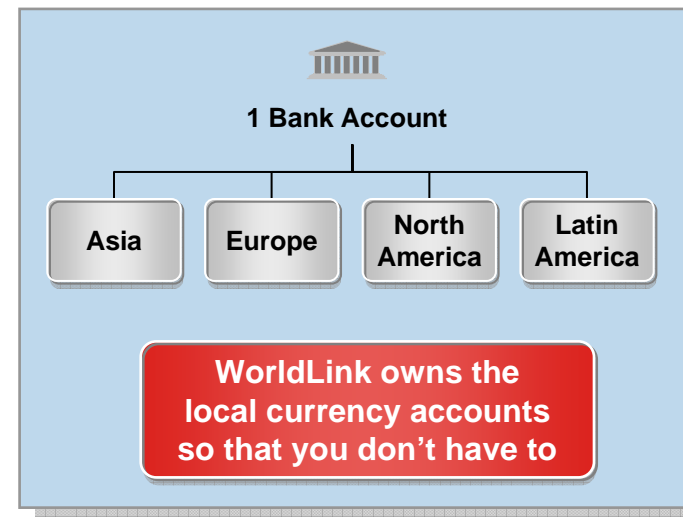 1 Bank Account
Asia
Europe
North
America
Latin
America
WorldLink owns the
local currency accounts
so that you don't have to